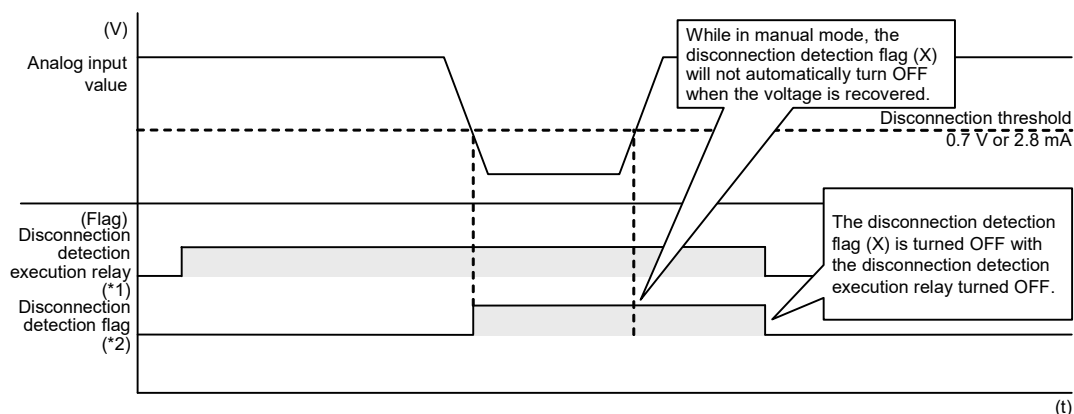 (V)
Analog input
value
While in manual mode, the
disconnection detection flag (X)
will not automatically turn OFF
when the voltage is recovered.
Disconnection threshold
0.7 V or 2.8 mA
(Flag)
Disconnection
detection
execution relay
(*1)
Disconnection
detection flag
(*2)
The disconnection detection
flag (X) is turned OFF with
the disconnection detection
execution relay turned OFF.
(t)